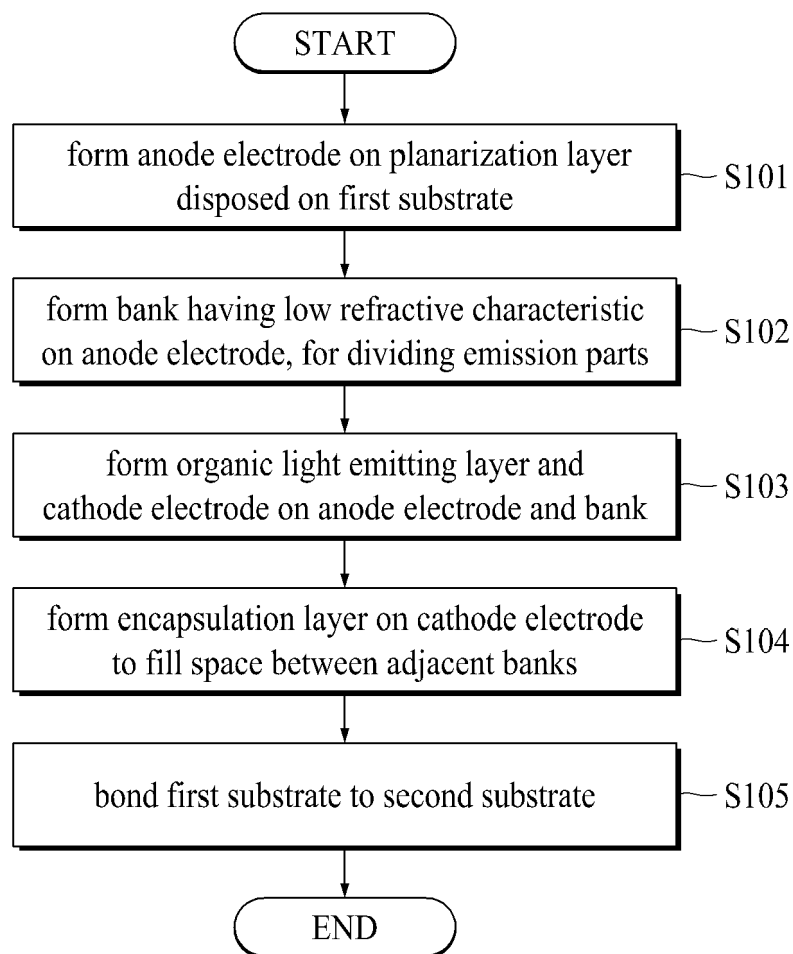 START
form anode electrode on planarization layer
disposed on first substrate
S101
form bank having low refractive characteristic
on anode electrode, for dividing emission parts
S102
form organic light emitting layer and
cathode electrode on anode electrode and bank
S103
form encapsulation layer on cathode electrode
to fill space between adjacent banks
S104
bond first substrate to second substrate
S105
END